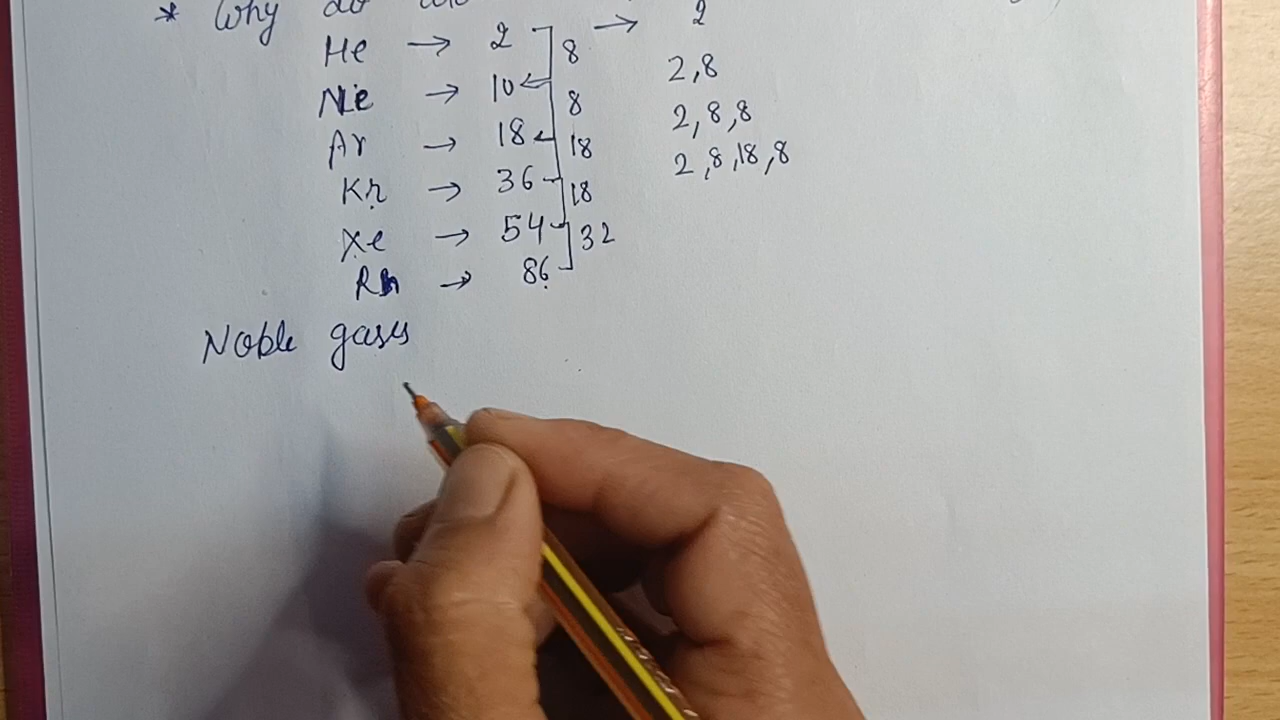 * Why do
He → 2 → 2
8
Ne → 10 2,8
8
Ar → 18 2,8,8
18
Kr → 36 2,8,18,8
18
Xe → 54
32
Rn → 86
Noble gases